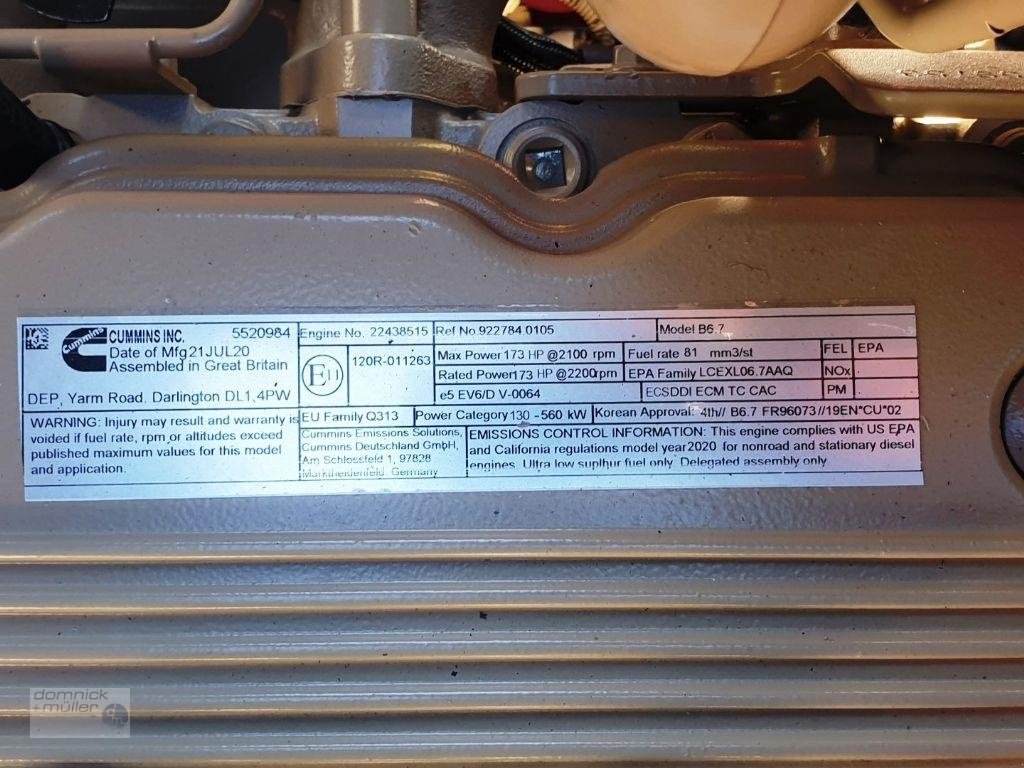 Cummins
CUMMINS INC.
5520984
Date of Mfg 21JUL20
Assembled in Great Britain
DEP, Yarm Road. Darlington DL1 4PW
WARNING: Injury may result and warranty is
voided if fuel rate, rpm or altitudes exceed
published maximum values for this model
and application.
Engine No. 22438515
Ref No 922784 0105
Model B6.7
E11
120R-011263
Max Power 173 HP @ 2100 rpm
Fuel rate 81 mm3/st
FEL
EPA
Rated Power 173 HP @ 2200 rpm
EPA Family LCEXL06.7AAQ
NOx
e5 EV6/D V-0064
ECSDDI ECM TC CAC
PM
EU Family Q313
Power Category 130 -560 kW
Korean Approval: 4th// B6.7 FR96073 //19EN*CU*02
Cummins Emissions Solutions,
Cummins Deutschland GmbH,
Am Schlossfeld 1, 97828
Marktheidenfeld, Germany
EMISSIONS CONTROL INFORMATION: This engine complies with US EPA
and California regulations model year 2020 for nonroad and stationary diesel
engines. Ultra low suplhur fuel only. Delegated assembly only
domnick
+müller
dm